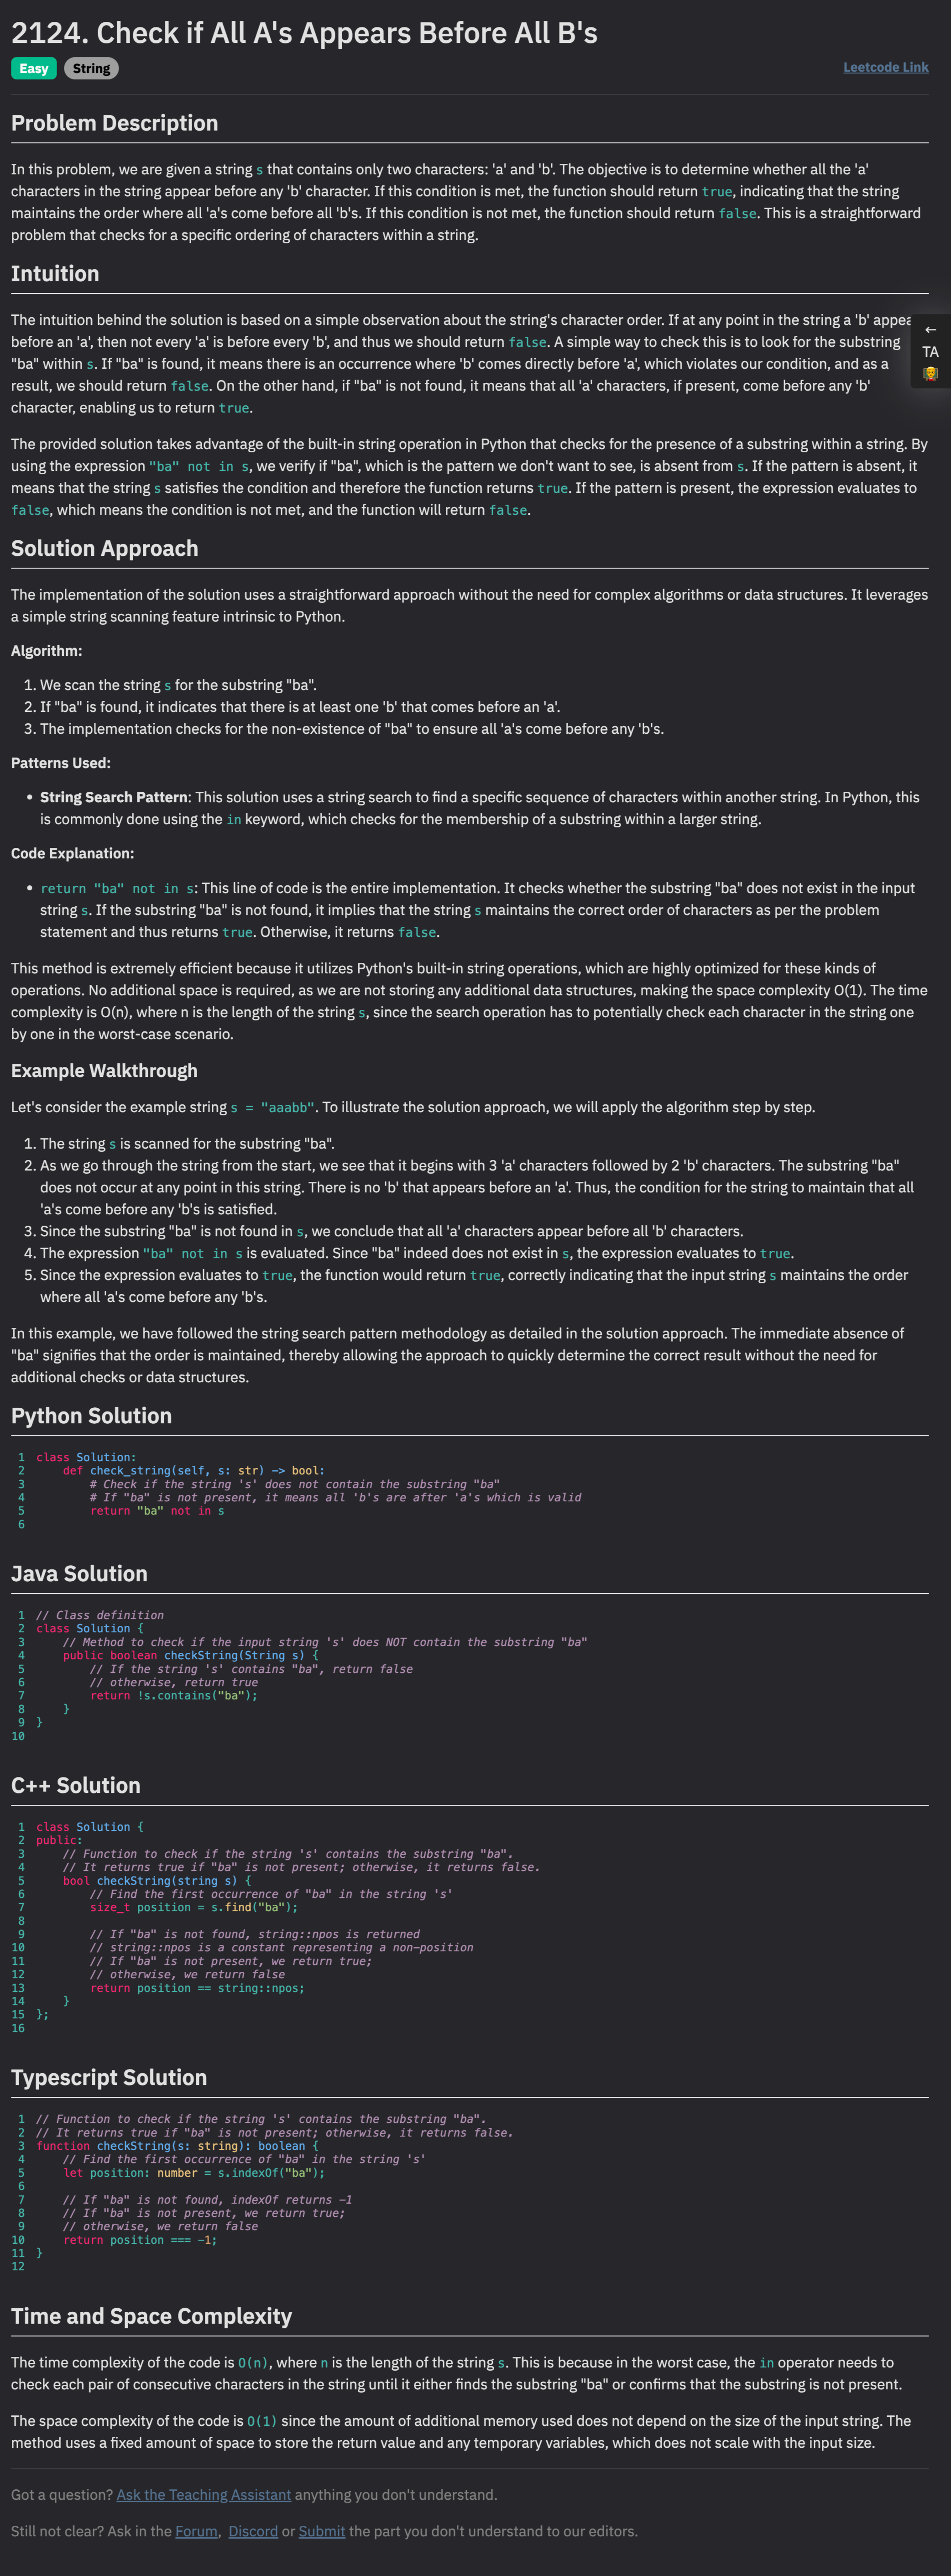 2124. Check if All A's Appears Before All B's
Easy String Leetcode Link
Problem Description
In this problem, we are given a string s that contains only two characters: 'a' and 'b'. The objective is to determine whether all the 'a'
characters in the string appear before any 'b' character. If this condition is met, the function should return true, indicating that the string
maintains the order where all 'a's come before all 'b's. If this condition is not met, the function should return false. This is a straightforward
problem that checks for a specific ordering of characters within a string.
Intuition
The intuition behind the solution is based on a simple observation about the string's character order. If at any point in the string a 'b' appea
before an 'a', then not every 'a' is before every 'b', and thus we should return false. A simple way to check this is to look for the substring
"ba" within s. If "ba" is found, it means there is an occurrence where 'b' comes directly before 'a', which violates our condition, and as a
result, we should return false. On the other hand, if "ba" is not found, it means that all 'a' characters, if present, come before any 'b'
character, enabling us to return true.
←
TA
The provided solution takes advantage of the built-in string operation in Python that checks for the presence of a substring within a string. By
using the expression "ba" not in s, we verify if "ba", which is the pattern we don't want to see, is absent from s. If the pattern is absent, it
means that the string s satisfies the condition and therefore the function returns true. If the pattern is present, the expression evaluates to
false, which means the condition is not met, and the function will return false.
Solution Approach
The implementation of the solution uses a straightforward approach without the need for complex algorithms or data structures. It leverages
a simple string scanning feature intrinsic to Python.
Algorithm:
1. We scan the string s for the substring "ba".
2. If "ba" is found, it indicates that there is at least one 'b' that comes before an 'a'.
3. The implementation checks for the non-existence of "ba" to ensure all 'a's come before any 'b's.
Patterns Used:
• String Search Pattern: This solution uses a string search to find a specific sequence of characters within another string. In Python, this
is commonly done using the in keyword, which checks for the membership of a substring within a larger string.
Code Explanation:
• return "ba" not in s: This line of code is the entire implementation. It checks whether the substring "ba" does not exist in the input
string s. If the substring "ba" is not found, it implies that the string s maintains the correct order of characters as per the problem
statement and thus returns true. Otherwise, it returns false.
This method is extremely efficient because it utilizes Python's built-in string operations, which are highly optimized for these kinds of
operations. No additional space is required, as we are not storing any additional data structures, making the space complexity O(1). The time
complexity is O(n), where n is the length of the string s, since the search operation has to potentially check each character in the string one
by one in the worst-case scenario.
Example Walkthrough
Let's consider the example string s = "aaabb". To illustrate the solution approach, we will apply the algorithm step by step.
1. The string s is scanned for the substring "ba".
2. As we go through the string from the start, we see that it begins with 3 'a' characters followed by 2 'b' characters. The substring "ba"
does not occur at any point in this string. There is no 'b' that appears before an 'a'. Thus, the condition for the string to maintain that all
'a's come before any 'b's is satisfied.
3. Since the substring "ba" is not found in s, we conclude that all 'a' characters appear before all 'b' characters.
4. The expression "ba" not in s is evaluated. Since "ba" indeed does not exist in s, the expression evaluates to true.
5. Since the expression evaluates to true, the function would return true, correctly indicating that the input string s maintains the order
where all 'a's come before any 'b's.
In this example, we have followed the string search pattern methodology as detailed in the solution approach. The immediate absence of
"ba" signifies that the order is maintained, thereby allowing the approach to quickly determine the correct result without the need for
additional checks or data structures.
Python Solution
1 class Solution:
2     def check_string(self, s: str) -> bool:
3         # Check if the string 's' does not contain the substring "ba"
4         # If "ba" is not present, it means all 'b's are after 'a's which is valid
5         return "ba" not in s
6
Java Solution
1 // Class definition
2 class Solution {
3     // Method to check if the input string 's' does NOT contain the substring "ba"
4     public boolean checkString(String s) {
5         // If the string 's' contains "ba", return false
6         // otherwise, return true
7         return !s.contains("ba");
8     }
9 }
10
C++ Solution
1 class Solution {
2 public:
3     // Function to check if the string 's' contains the substring "ba".
4     // It returns true if "ba" is not present; otherwise, it returns false.
5     bool checkString(string s) {
6         // Find the first occurrence of "ba" in the string 's'
7         size_t position = s.find("ba");
8
9         // If "ba" is not found, string::npos is returned
10         // string::npos is a constant representing a non-position
11         // If "ba" is not present, we return true;
12         // otherwise, we return false
13         return position == string::npos;
14     }
15 };
16
Typescript Solution
1 // Function to check if the string 's' contains the substring "ba".
2 // It returns true if "ba" is not present; otherwise, it returns false.
3 function checkString(s: string): boolean {
4     // Find the first occurrence of "ba" in the string 's'
5     let position: number = s.indexOf("ba");
6
7     // If "ba" is not found, indexOf returns -1
8     // If "ba" is not present, we return true;
9     // otherwise, we return false
10     return position === -1;
11 }
12
Time and Space Complexity
The time complexity of the code is O(n), where n is the length of the string s. This is because in the worst case, the in operator needs to
check each pair of consecutive characters in the string until it either finds the substring "ba" or confirms that the substring is not present.
The space complexity of the code is O(1) since the amount of additional memory used does not depend on the size of the input string. The
method uses a fixed amount of space to store the return value and any temporary variables, which does not scale with the input size.
Got a question? Ask the Teaching Assistant anything you don't understand.
Still not clear? Ask in the Forum, Discord or Submit the part you don't understand to our editors.